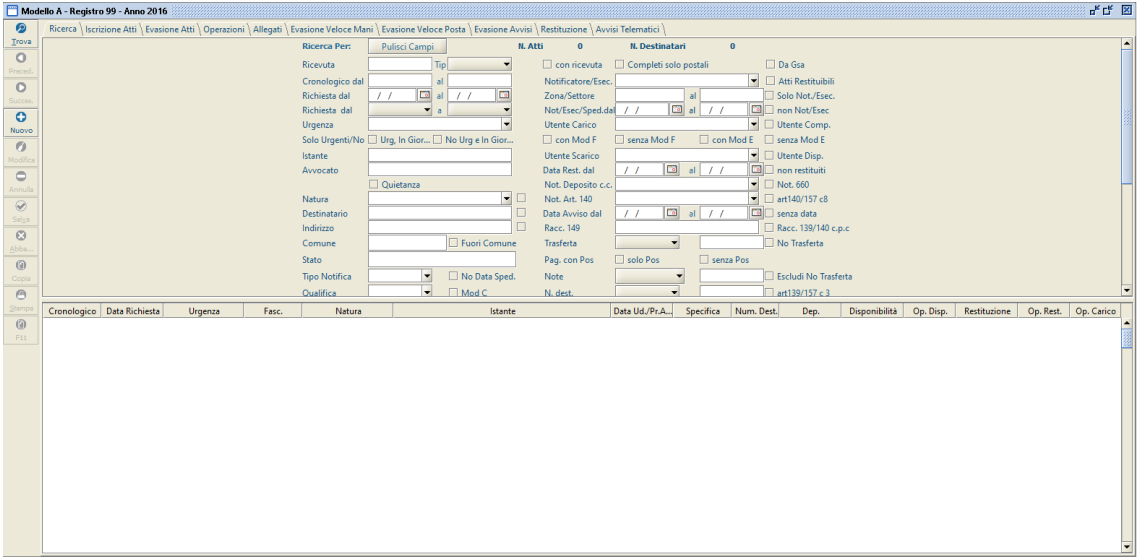 Modello A - Registro 99 - Anno 2016
Ricerca Iscrizione Atti Evasione Atti Operazioni Allegati Evasione Veloce Mani Evasione Veloce Posta Evasione Avvisi Restituzione Avvisi Telematici
Trova
Preced.
Succes.
Nuovo
Modifica
Annulla
Salva
Abba...
Copia
Stampa
F11
Ricerca Per: Pulisci Campi N. Atti 0 N. Destinatari 0
Ricevuta Tip con ricevuta Completi solo postali Da Gsa
Cronologico dal al Notificatore/Esec. Atti Restituibili
Richiesta dal / / al / / Zona/Settore al Solo Not./Esec.
Richiesta dal a Not/Esec/Sped.dal / / al / / non Not/Esec
Urgenza Utente Carico Utente Comp.
Solo Urgenti/No Urg, In Gior... No Urg e In Gior... con Mod F senza Mod F con Mod E senza Mod E
Istante Utente Scarico Utente Disp.
Avvocato Data Rest. dal / / al / / non restituiti
Quietanza Not. Deposito c.c. Not. 660
Natura Not. Art. 140 art140/157 c8
Destinatario Data Avviso dal / / al / / senza data
Indirizzo Racc. 149 Racc. 139/140 c.p.c
Comune Fuori Comune Trasferta No Trasferta
Stato Pag. con Pos solo Pos senza Pos
Tipo Notifica No Data Sped. Note Escludi No Trasferta
Qualifica Mod C N. dest. art139/157 c 3
Cronologico Data Richiesta Urgenza Fasc. Natura Istante Data Ud./Pr.A... Specifica Num. Dest. Dep. Disponibilità Op. Disp. Restituzione Op. Rest. Op. Carico